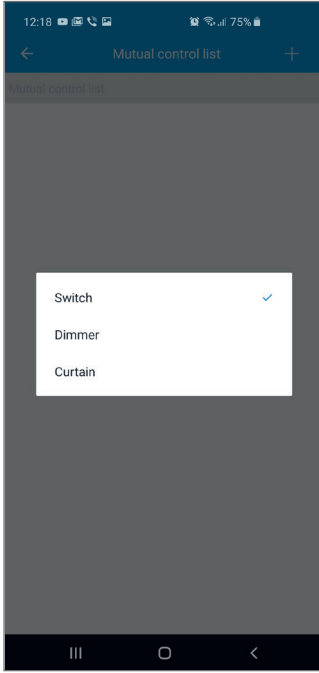 12:18
75%
Mutual control list
Mutual control list
Switch
Dimmer
Curtain